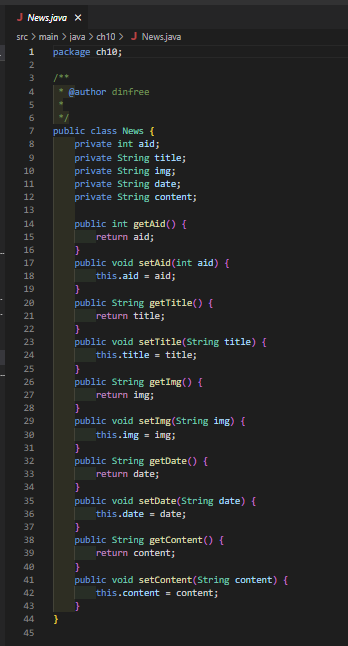 J News.java ×
src > main > java > ch10 > J News.java
1 package ch10;
2
3 /**
4 * @author dinfree
5 *
6 */
7 public class News {
8 private int aid;
9 private String title;
10 private String img;
11 private String date;
12 private String content;
13
14 public int getAid() {
15 return aid;
16 }
17 public void setAid(int aid) {
18 this.aid = aid;
19 }
20 public String getTitle() {
21 return title;
22 }
23 public void setTitle(String title) {
24 this.title = title;
25 }
26 public String getImg() {
27 return img;
28 }
29 public void setImg(String img) {
30 this.img = img;
31 }
32 public String getDate() {
33 return date;
34 }
35 public void setDate(String date) {
36 this.date = date;
37 }
38 public String getContent() {
39 return content;
40 }
41 public void setContent(String content) {
42 this.content = content;
43 }
44 }
45